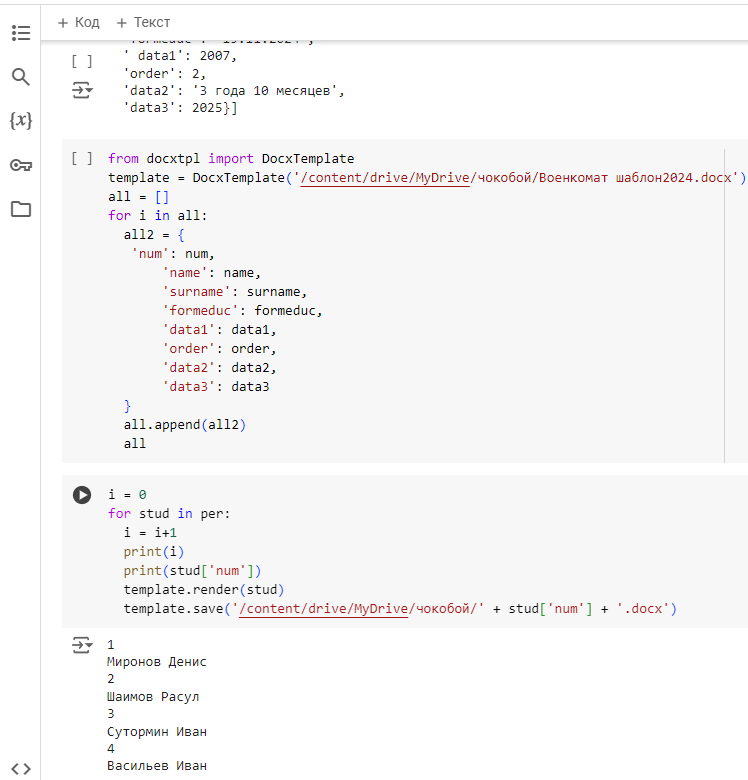 + Код + Текст
' data1': 2007,
[ ]
'order': 2,
'data2': '3 года 10 месяцев',
'data3': 2025}]
{x}
[ ] from docxtpl import DocxTemplate
template = DocxTemplate('/content/drive/MyDrive/чокобой/Военкомат шаблон2024.docx')
all = []
for i in all:
all2 = {
'num': num,
'name': name,
'surname': surname,
'formeduc': formeduc,
'data1': data1,
'order': order,
'data2': data2,
'data3': data3
}
all.append(all2)
all
i = 0
for stud in per:
i = i+1
print(i)
print(stud['num'])
template.render(stud)
template.save('/content/drive/MyDrive/чокобой/' + stud['num'] + '.docx')
1
Миронов Денис
2
Шаимов Расул
3
Сутормин Иван
4
Васильев Иван